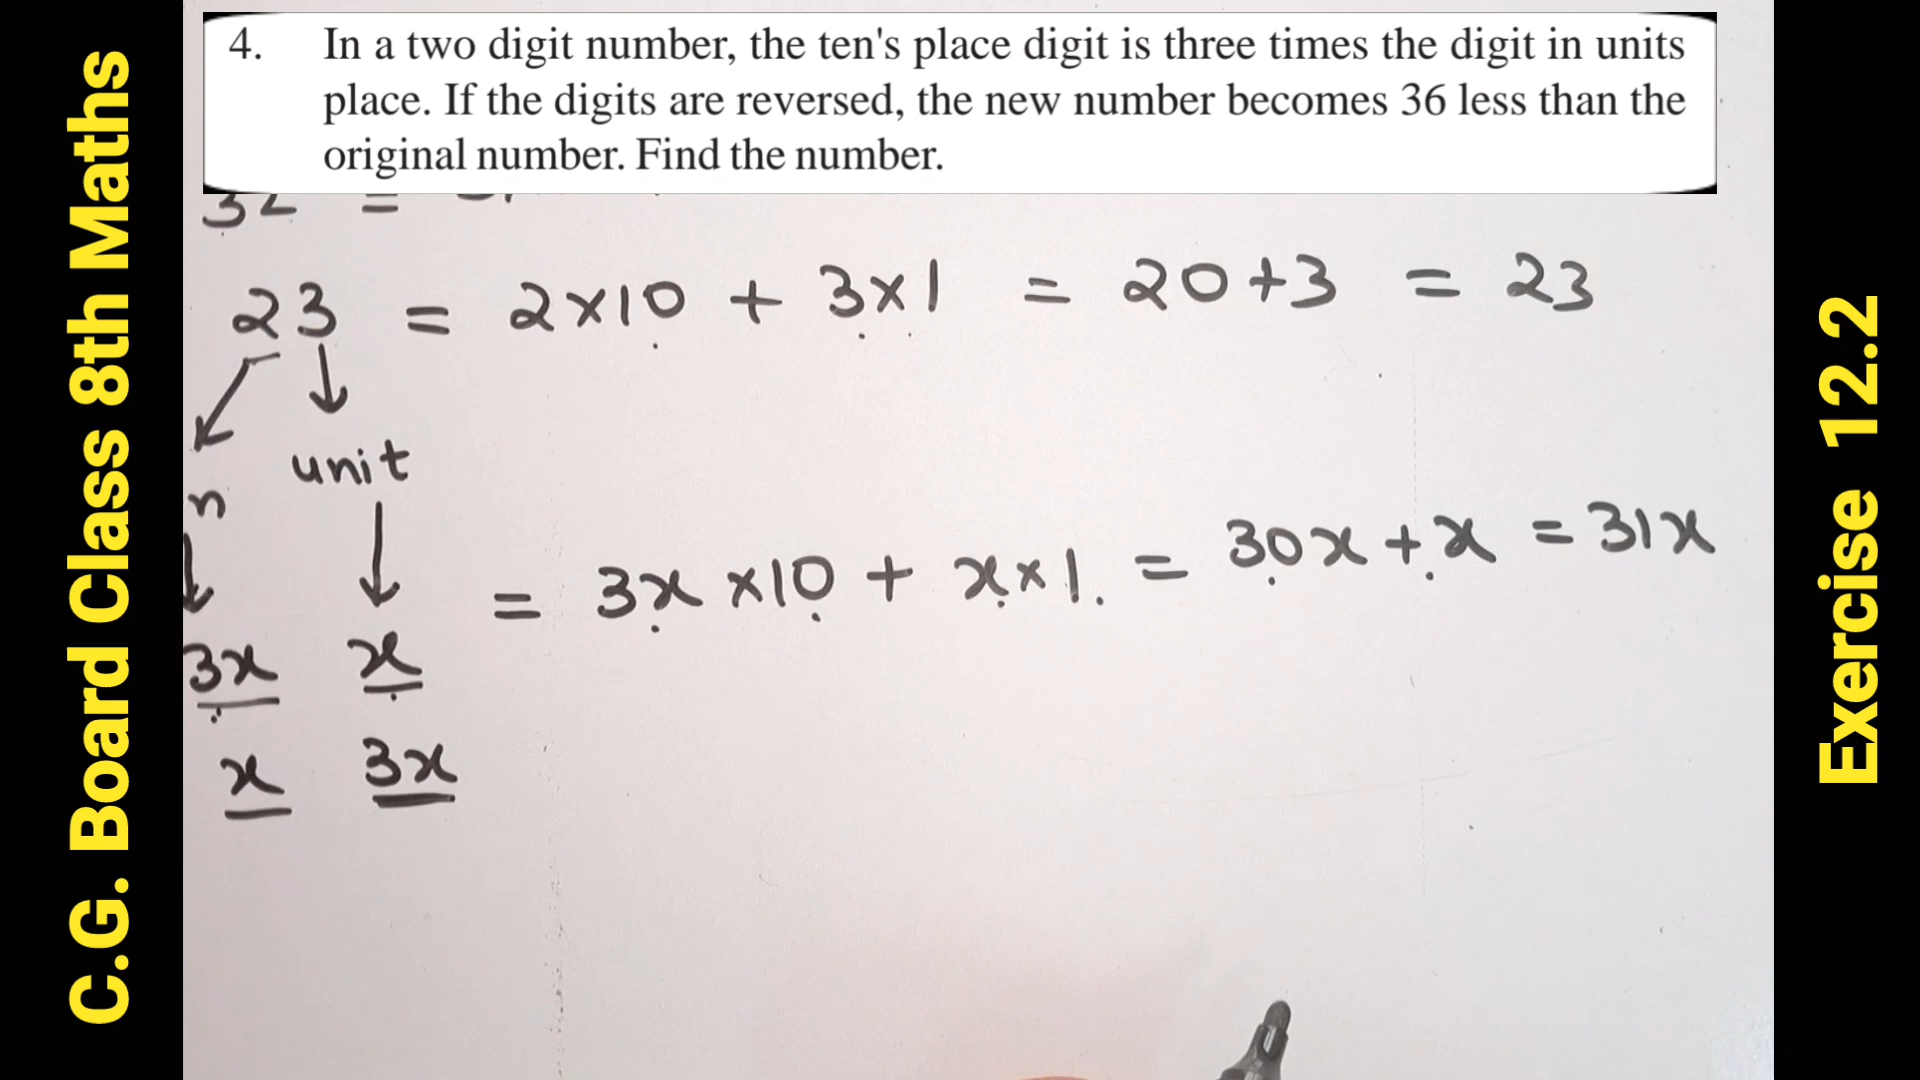 C.G. Board Class 8th Maths
4. In a two digit number, the ten's place digit is three times the digit in units
place. If the digits are reversed, the new number becomes 36 less than the
original number. Find the number.
32 =
23 = 2×10 + 3×1 = 20+3 = 23
n unit
= 3x ×10 + x×1 = 30x + x = 31x
3x x
x 3x
Exercise 12.2